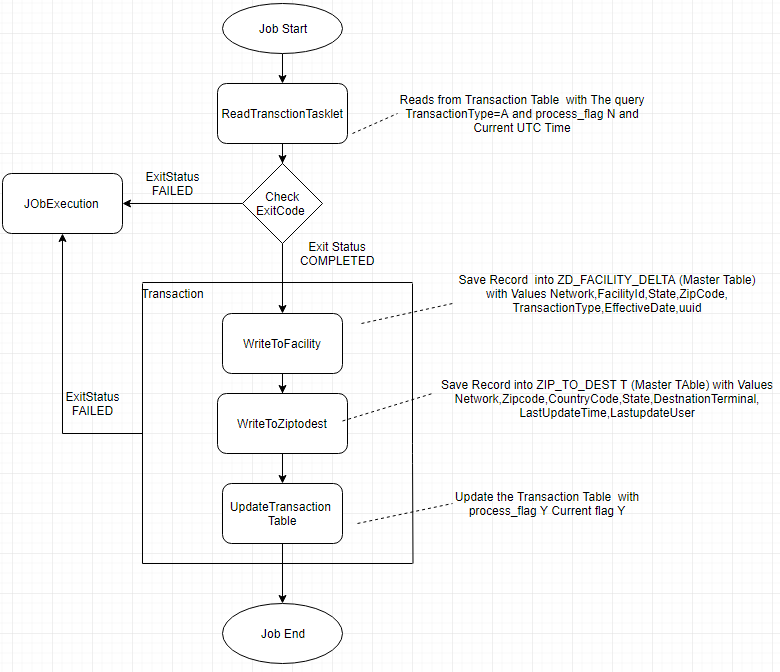 Job Start
ReadTransctionTasklet
Reads from Transaction Table  with The query
TransactionType=A and process_flag N and
Current UTC Time
ExitStatus
FAILED
JObExecution
Check
ExitCode
Exit Status
COMPLETED
Transaction
Save Record  into ZD_FACILITY_DELTA (Master Table)
with Values Network,FacilityId,State,ZipCode,
TransactionType,EffectiveDate,uuid
WriteToFacility
ExitStatus
FAILED
Save Record into ZIP_TO_DEST T (Master TAble) with Values
Network,Zipcode,CountryCode,State,DestnationTerminal,
LastUpdateTime,LastupdateUser
WriteToZiptodest
UpdateTransaction
Table
Update the Transaction Table  with
process_flag Y Current flag Y
Job End